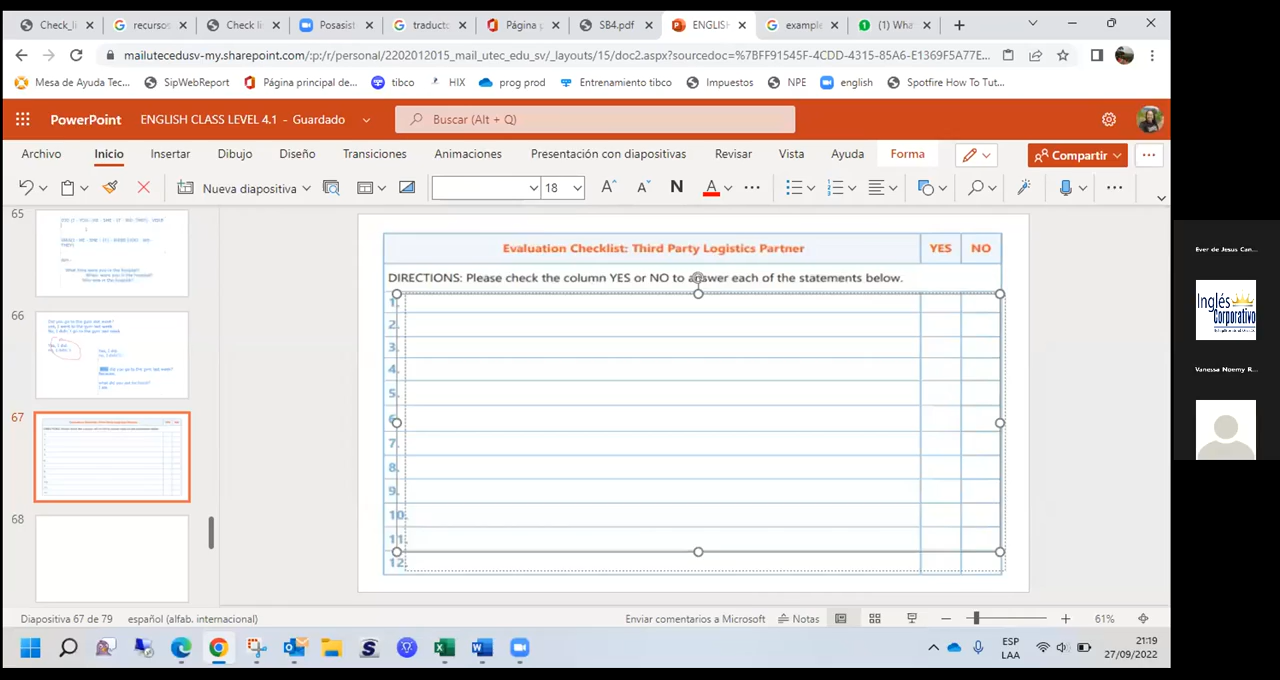 Check_li
recursos
Check li
Posasist
traducto
Página p
SB4.pdf
ENGLISH
example
(1) Wha
mailutecedusv-my.sharepoint.com/:p:/r/personal/2202012015_mail_utec_edu_sv/_layouts/15/doc2.aspx?sourcedoc=%7BFF91545F-4CDD-4315-85A6-E1369F5A77E...
Mesa de Ayuda Tec...
SipWebReport
Página principal de...
tibco
HIX
prog prod
Entrenamiento tibco
Impuestos
NPE
english
Spotfire How To Tut...
PowerPoint
ENGLISH CLASS LEVEL 4.1 - Guardado
Buscar (Alt + Q)
Archivo
Inicio
Insertar
Dibujo
Diseño
Transiciones
Animaciones
Presentación con diapositivas
Revisar
Vista
Ayuda
Forma
Compartir
Nueva diapositiva
18
N
A
65
66
67
68
Evaluation Checklist: Third Party Logistics Partner
YES
NO
DIRECTIONS: Please check the column YES or NO to answer each of the statements below.
1.
2.
3.
4.
5.
6.
7.
8.
9.
10.
11.
12.
Ever de Jesus Can...
Inglés
Corporativo
Vanessa Noemy R...
Diapositiva 67 de 79
español (alfab. internacional)
Enviar comentarios a Microsoft
Notas
61%
ESP
LAA
21:19
27/09/2022